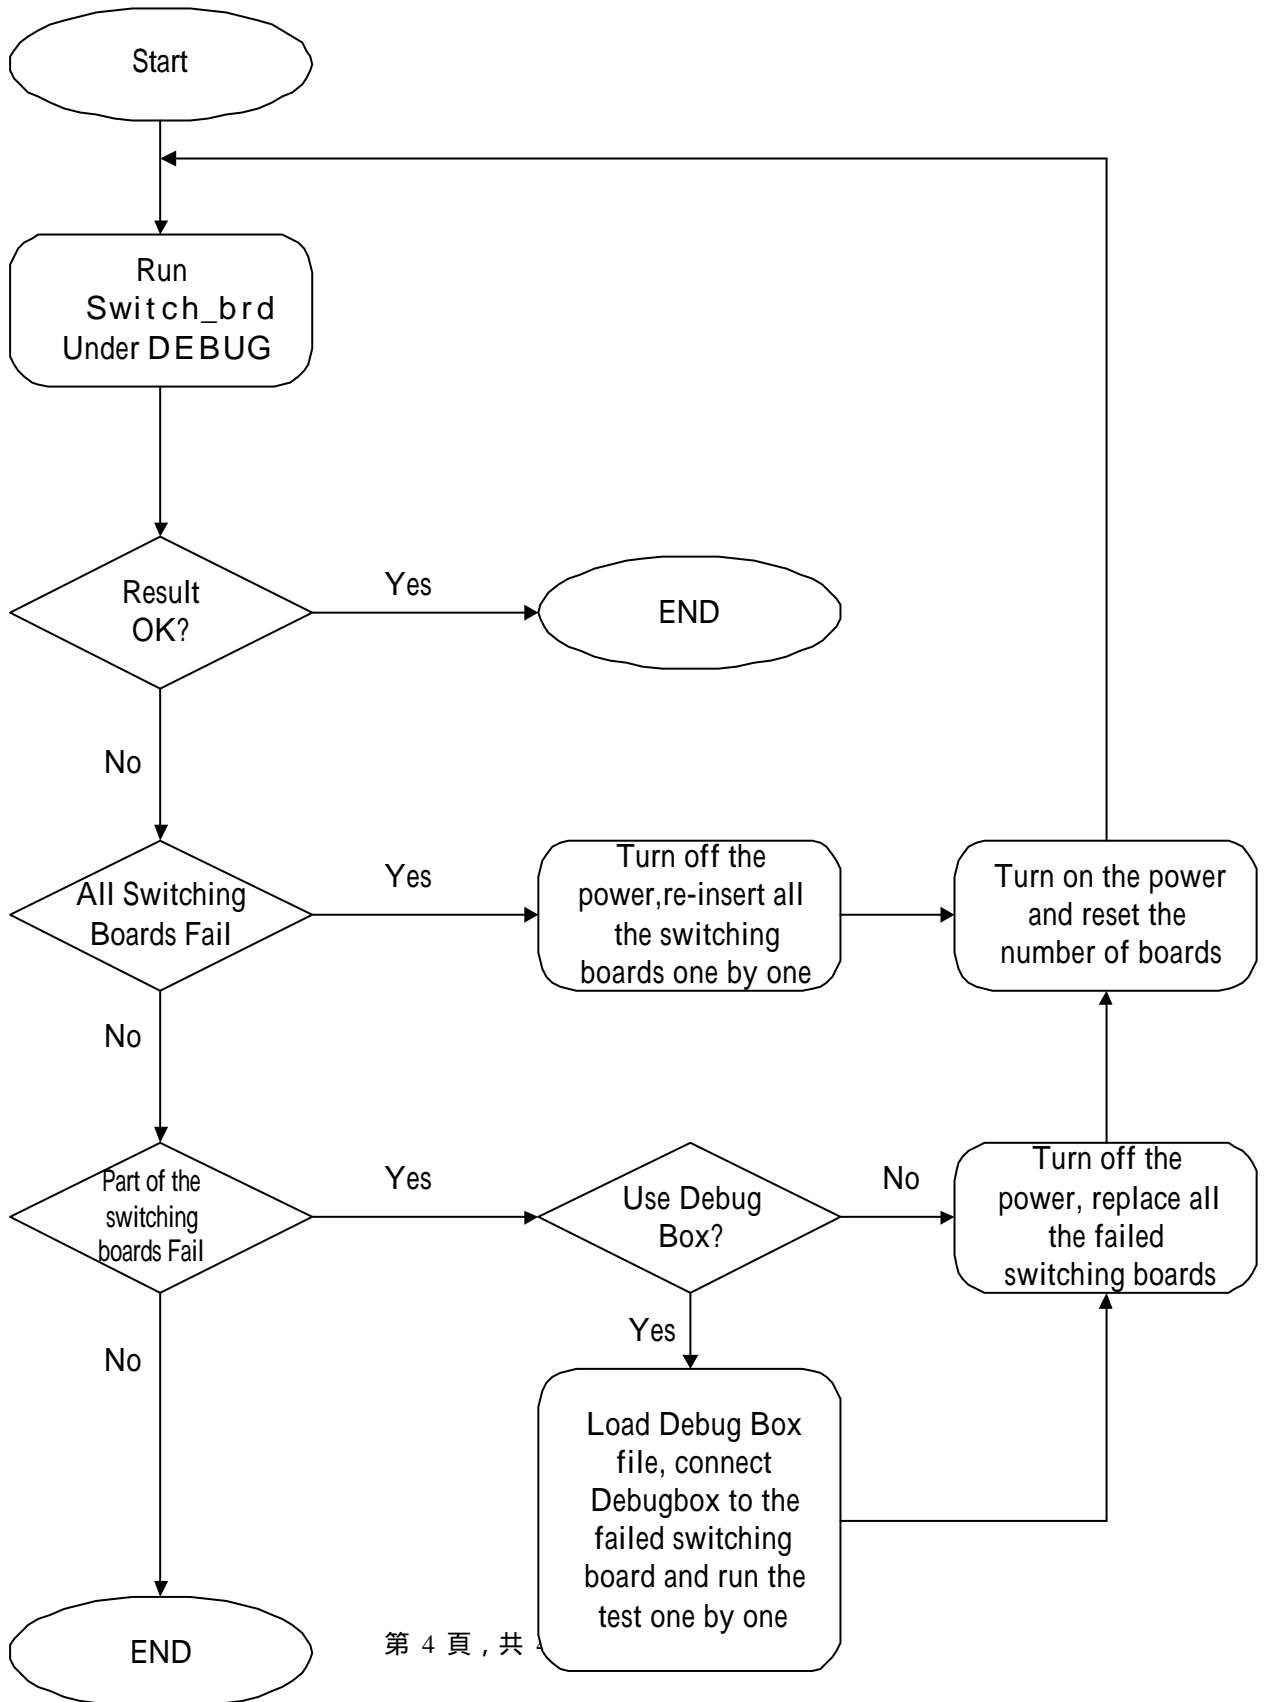 Start
Run
Switch_brd
Under DEBUG
Result
OK?
Yes
END
No
All Switching
Boards Fail
Yes
Turn off the
power,re-insert all
the switching
boards one by one
Turn on the power
and reset the
number of boards
No
Part of the
switching
boards Fail
Yes
Use Debug
Box?
No
Turn off the
power, replace all
the failed
switching boards
Yes
No
Load Debug Box
file, connect
Debugbox to the
failed switching
board and run the
test one by one
END
第 4 頁，共